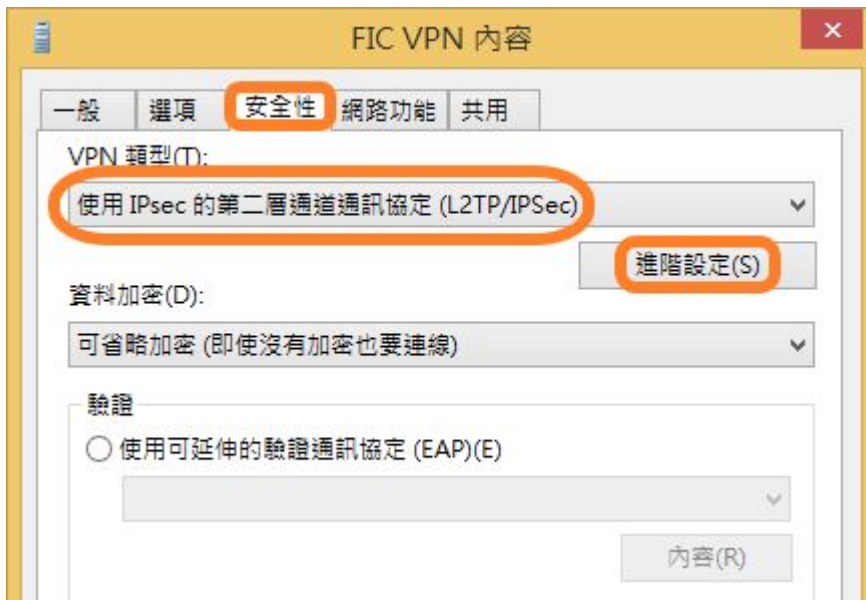 FIC VPN 內容
一般 選項 安全性 網路功能 共用
VPN 類型(T):
使用 IPsec 的第二層通道通訊協定 (L2TP/IPSec)
進階設定(S)
資料加密(D):
可省略加密 (即使沒有加密也要連線)
驗證
使用可延伸的驗證通訊協定 (EAP)(E)
內容(R)